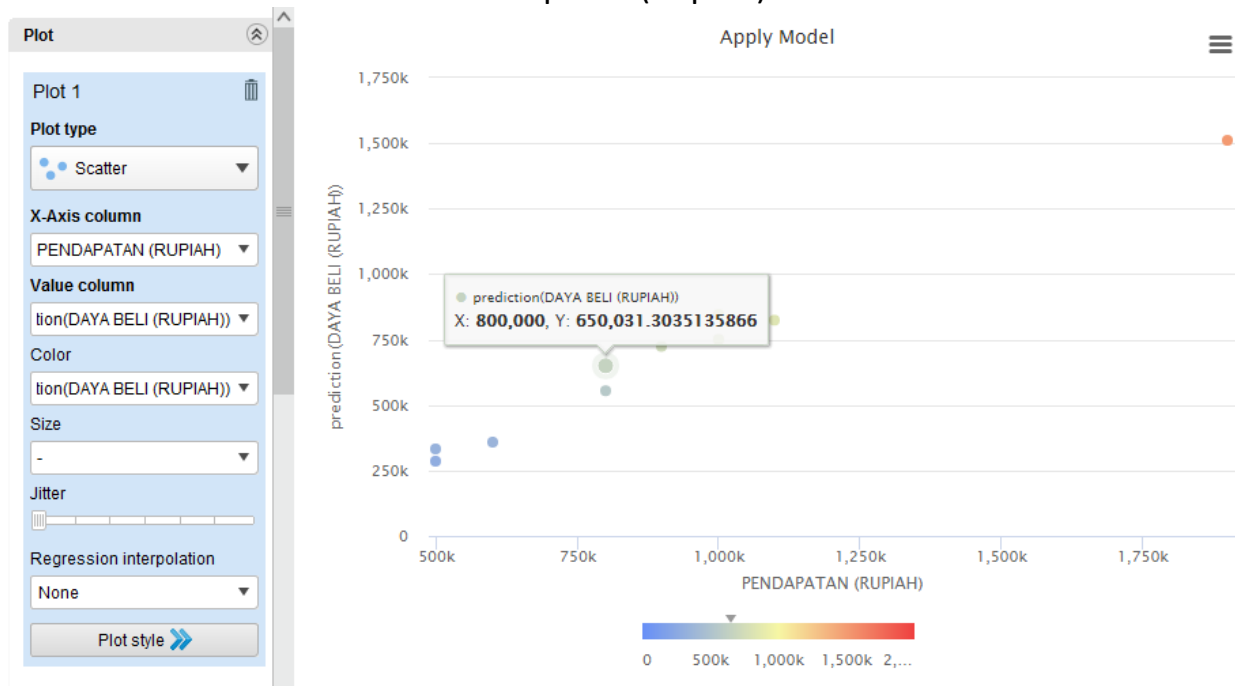 Plot
Plot 1
Plot type
Scatter
X-Axis column
PENDAPATAN (RUPIAH)
Value column
tion(DAYA BELI (RUPIAH))
Color
tion(DAYA BELI (RUPIAH))
Size
-
Jitter
Regression interpolation
None
Plot style
Apply Model
prediction(DAYA BELI (RUPIAH))
1,750k
1,500k
1,250k
1,000k
750k
500k
250k
0
prediction(DAYA BELI (RUPIAH))
X: 800,000, Y: 650,031.3035135866
500k 750k 1,000k 1,250k 1,500k 1,750k
PENDAPATAN (RUPIAH)
0 500k 1,000k 1,500k 2,...